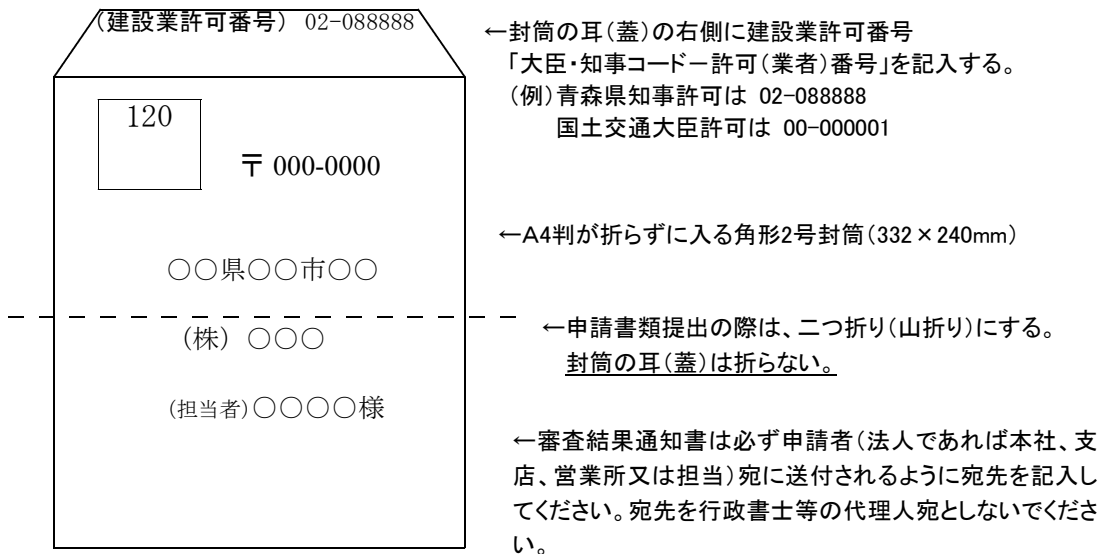 (建設業許可番号) 02-088888
←封筒の耳(蓋)の右側に建設業許可番号
「大臣・知事コードー許可(業者)番号」を記入する。
(例)青森県知事許可は 02-088888
国土交通大臣許可は 00-000001
120
〒 000-0000
←A4判が折らずに入る角形2号封筒(332×240mm)
○○県○○市○○
←申請書類提出の際は、二つ折り(山折り)にする。
(株) ○○○
封筒の耳(蓋)は折らない。
(担当者)○○○○様
←審査結果通知書は必ず申請者(法人であれば本社、支
店、営業所又は担当)宛に送付されるように宛先を記入し
てください。宛先を行政書士等の代理人宛としないでくださ
い。